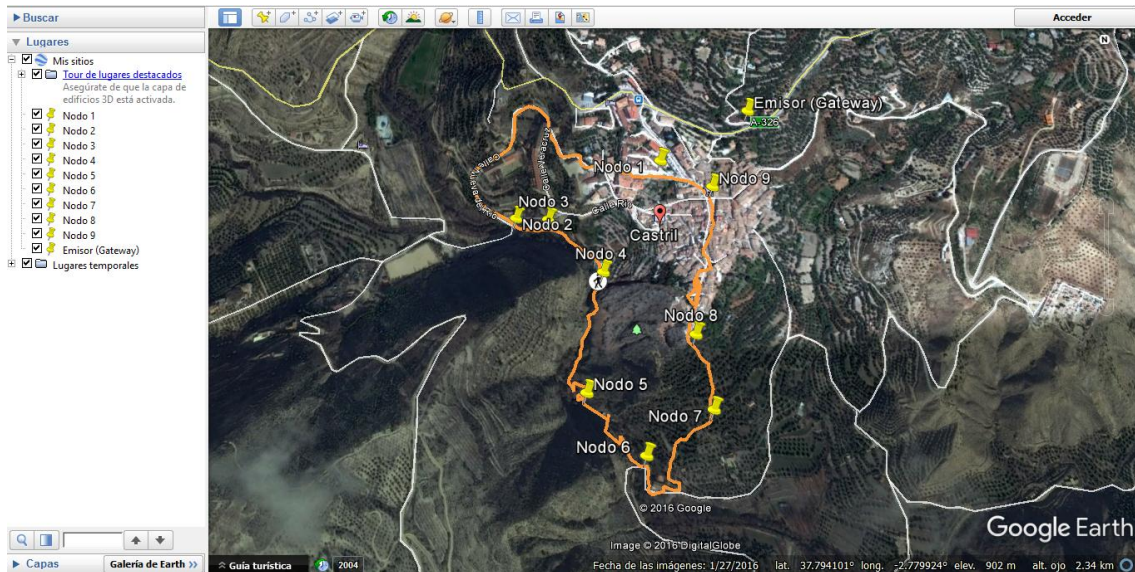 Buscar
Acceder
Lugares
Mis sitios
Tour de lugares destacados
Asegúrate de que la capa de
edificios 3D está activada.
Nodo 1
Nodo 2
Nodo 3
Nodo 4
Nodo 5
Nodo 6
Nodo 7
Nodo 8
Nodo 9
Emisor (Gateway)
Lugares temporales
Capas
Galería de Earth >>
N
Emisor (Gateway)
A-326
Nodo 1
Nodo 9
Nodo 3
Calle Rio
Nodo 2
Castril
Nodo 4
Nodo 8
Nodo 5
Nodo 7
Nodo 6
© 2016 Google
Google Earth
Image © 2016 DigitalGlobe
Guía turística
2004
Fecha de las imágenes: 1/27/2016 lat. 37.794101° long. -2.779924° elev. 902 m alt. ojo 2.34 km